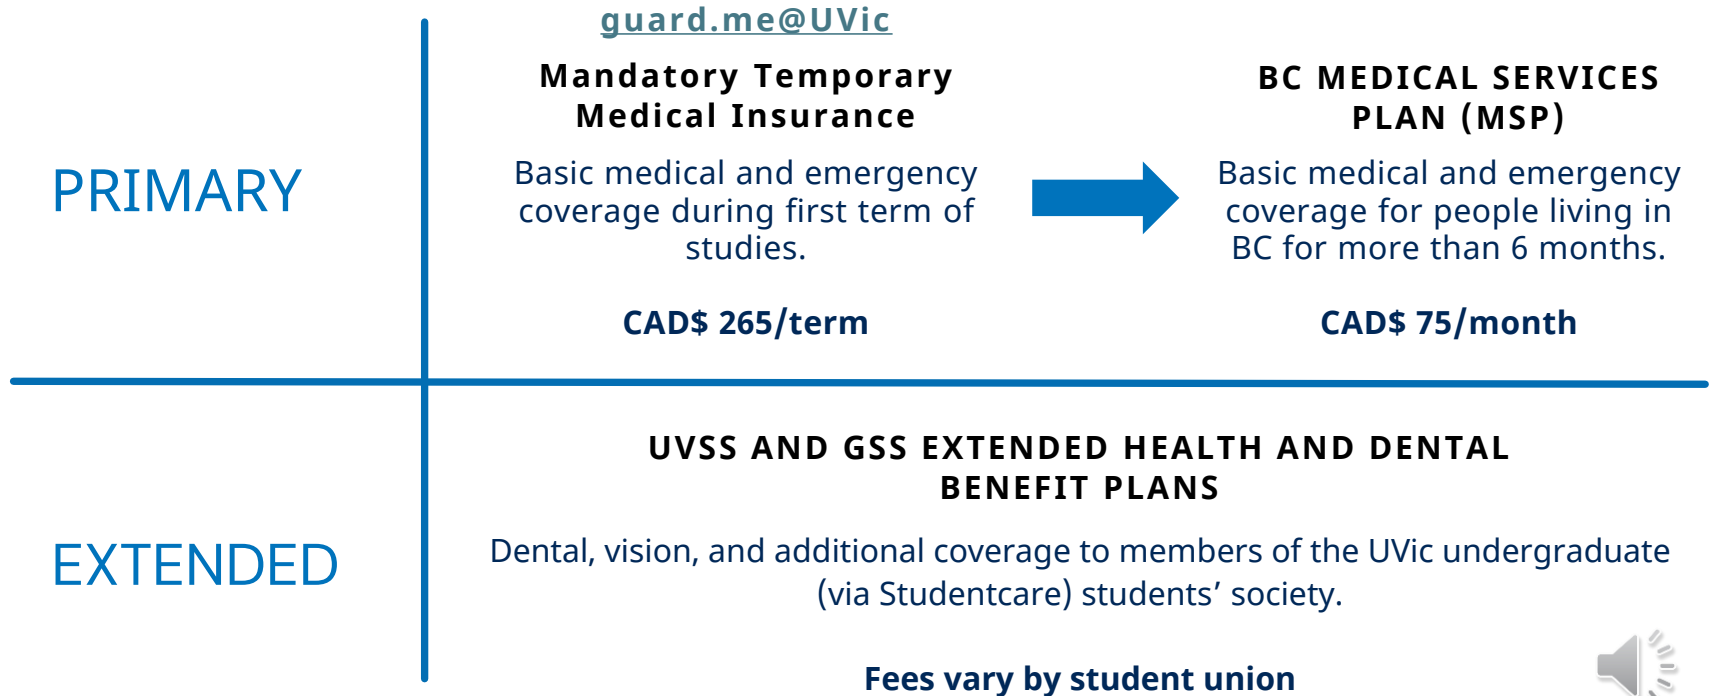 guard.me@UVic
Mandatory Temporary
Medical Insurance
BC MEDICAL SERVICES
PLAN (MSP)
PRIMARY
Basic medical and emergency
coverage during first term of
studies.
Basic medical and emergency
coverage for people living in
BC for more than 6 months.
CAD$ 265/term
CAD$ 75/month
UVSS AND GSS EXTENDED HEALTH AND DENTAL
BENEFIT PLANS
EXTENDED
Dental, vision, and additional coverage to members of the UVic undergraduate
(via Studentcare) students’ society.
Fees vary by student union